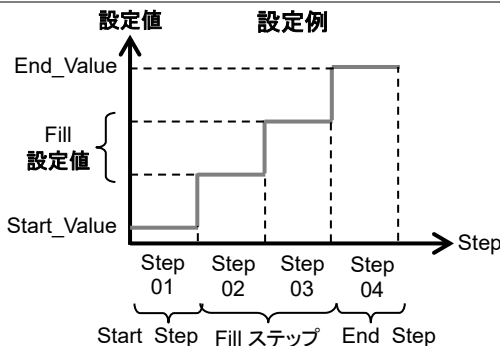 設定値
設定例
End_Value
Fill
設定値
Start_Value
Step
Step 01
Step 02
Step 03
Step 04
Start Step
Fill ステップ
End Step